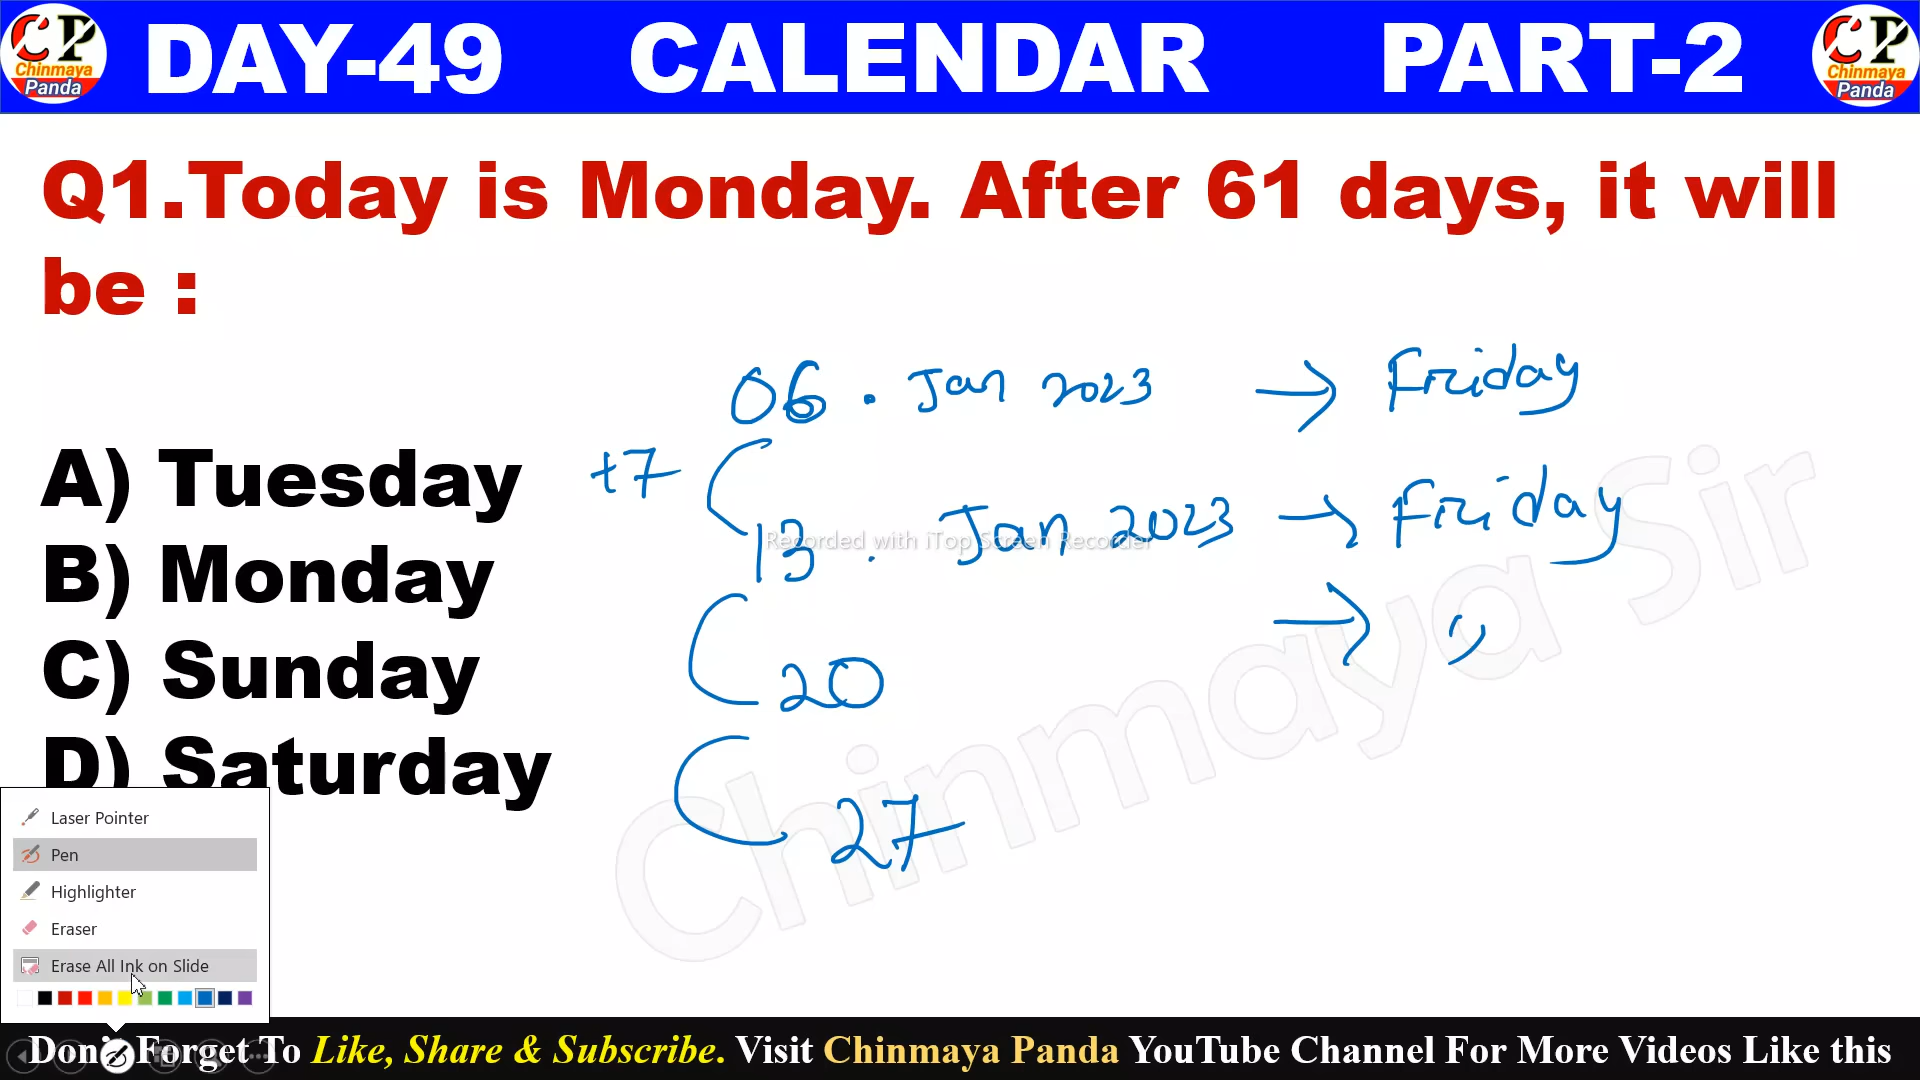 CP Chinmaya Panda DAY-49 CALENDAR PART-2 CP Chinmaya Panda
Q1.Today is Monday. After 61 days, it will
be :
06 . Jan 2023 → Friday
+7
A) Tuesday
13 . Jan 2023 → Friday
Recorded with iTop Screen Recorder
B) Monday
→ ,,
C) Sunday
20
D) Saturday
27
Chinmaya Sir
Laser Pointer
Pen
Highlighter
Eraser
Erase All Ink on Slide
Forget To Like, Share & Subscribe. Visit Chinmaya Panda YouTube Channel For More Videos Like this